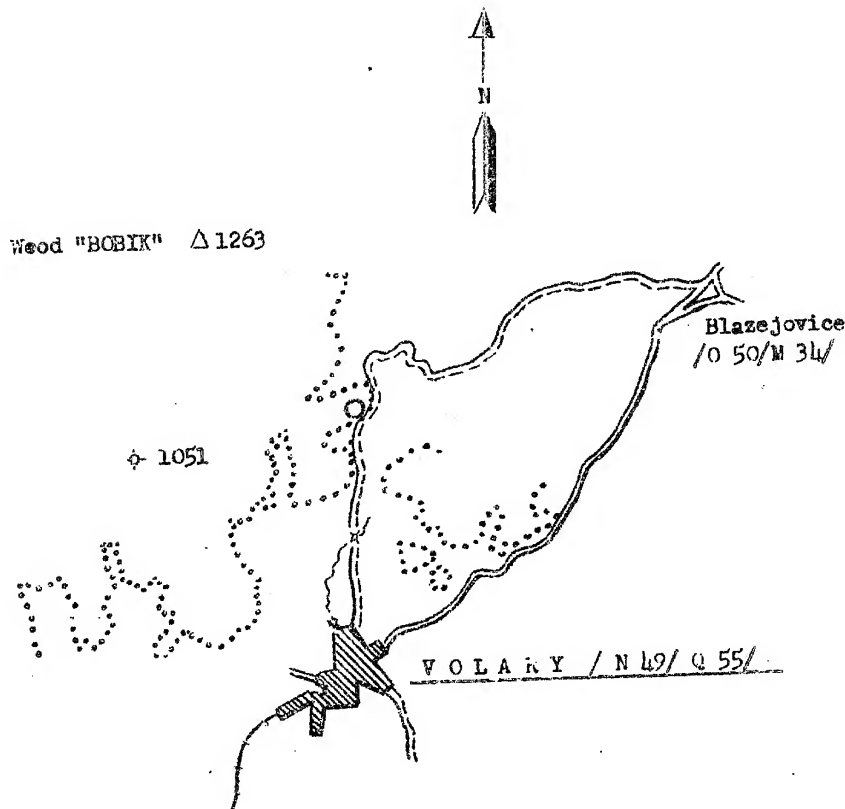 N
Wood "BOBIK" Δ 1263
Blazejovice
/O 50/M 34/
1051
VOLARY /N 49/Q 55/